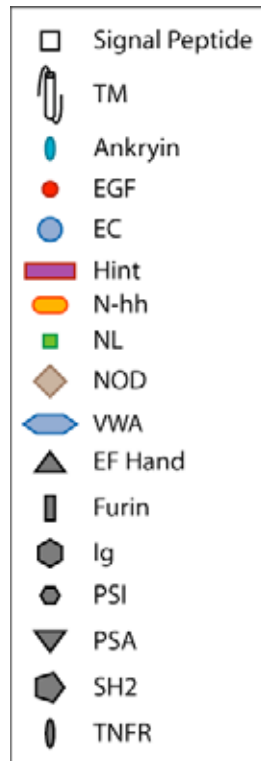 Signal Peptide
TM
Ankryin
EGF
EC
Hint
N-hh
NL
NOD
VWA
EF Hand
Furin
Ig
PSI
PSA
SH2
TNFR